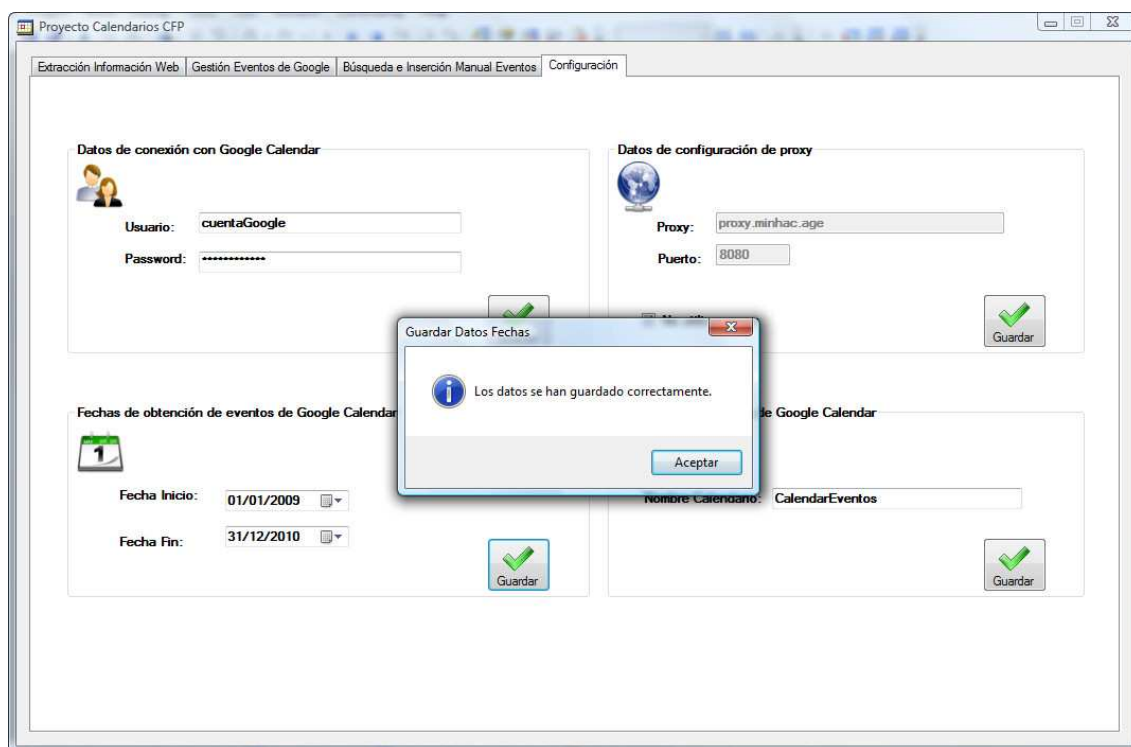 Proyecto Calendarios CFP
Extracción Información Web
Gestión Eventos de Google
Búsqueda e Inserción Manual Eventos
Configuración
Datos de conexión con Google Calendar
Usuario: cuentaGoogle
Password: ************
Datos de configuración de proxy
Proxy: proxy.minhac.age
Puerto: 8080
Guardar
Guardar Datos Fechas
Los datos se han guardado correctamente.
Aceptar
Fechas de obtención de eventos de Google Calendar
1
Fecha Inicio: 01/01/2009
Fecha Fin: 31/12/2010
Guardar
de Google Calendar
Nombre Calendario: CalendarEventos
Guardar